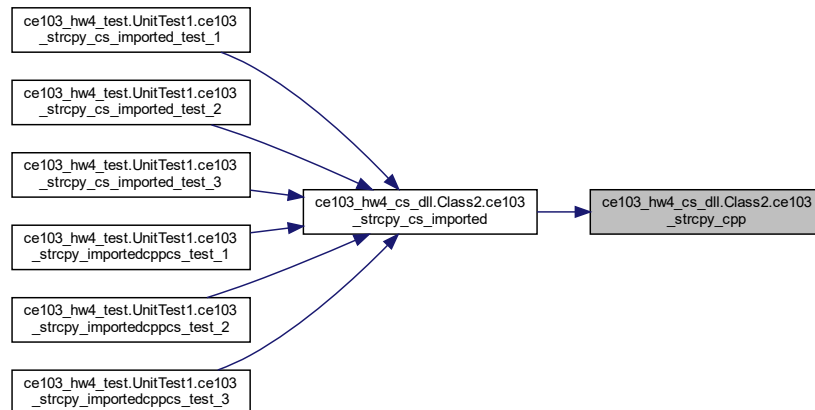 ce103_hw4_test.UnitTest1.ce103
_strcpy_cs_imported_test_1
ce103_hw4_test.UnitTest1.ce103
_strcpy_cs_imported_test_2
ce103_hw4_test.UnitTest1.ce103
_strcpy_cs_imported_test_3
ce103_hw4_test.UnitTest1.ce103
_strcpy_importedcppcs_test_1
ce103_hw4_test.UnitTest1.ce103
_strcpy_importedcppcs_test_2
ce103_hw4_test.UnitTest1.ce103
_strcpy_importedcppcs_test_3
ce103_hw4_cs_dll.Class2.ce103
_strcpy_cs_imported
ce103_hw4_cs_dll.Class2.ce103
_strcpy_cpp